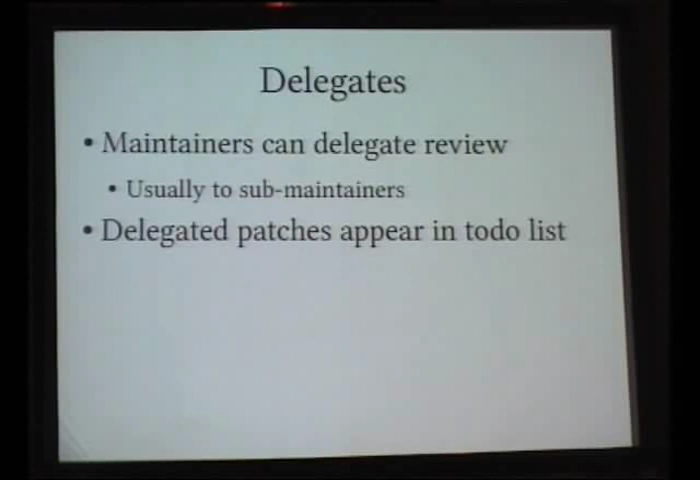 Delegates
• Maintainers can delegate review
• Usually to sub-maintainers
• Delegated patches appear in todo list